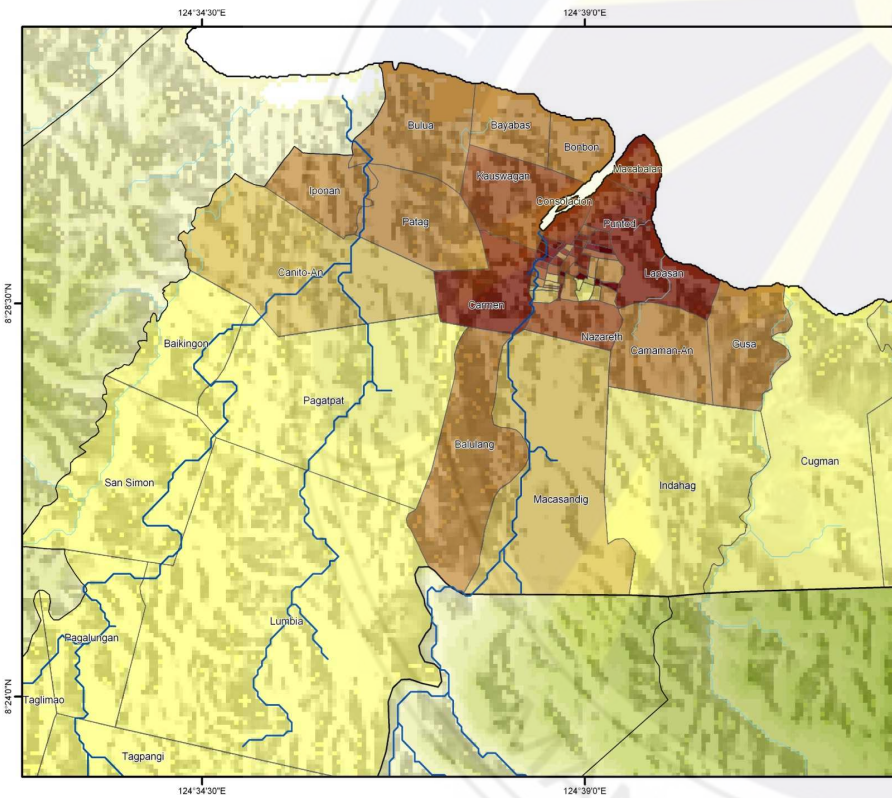 124°34'30"E
124°39'0"E
Bulua
Bayabas
Bonbon
Kauswagan
Macabalan
Iponan
Consolacion
Patag
Puntod
Canito-An
Lapasan
8°28'30"N
Carmen
Nazareth
Baikingon
Camaman-An
Gusa
Pagatpat
Balulang
Cugman
San Simon
Indahag
Macasandig
Lumbia
Pagalungan
8°24'0"N
Taglimao
Tagpangi
124°34'30"E
124°39'0"E